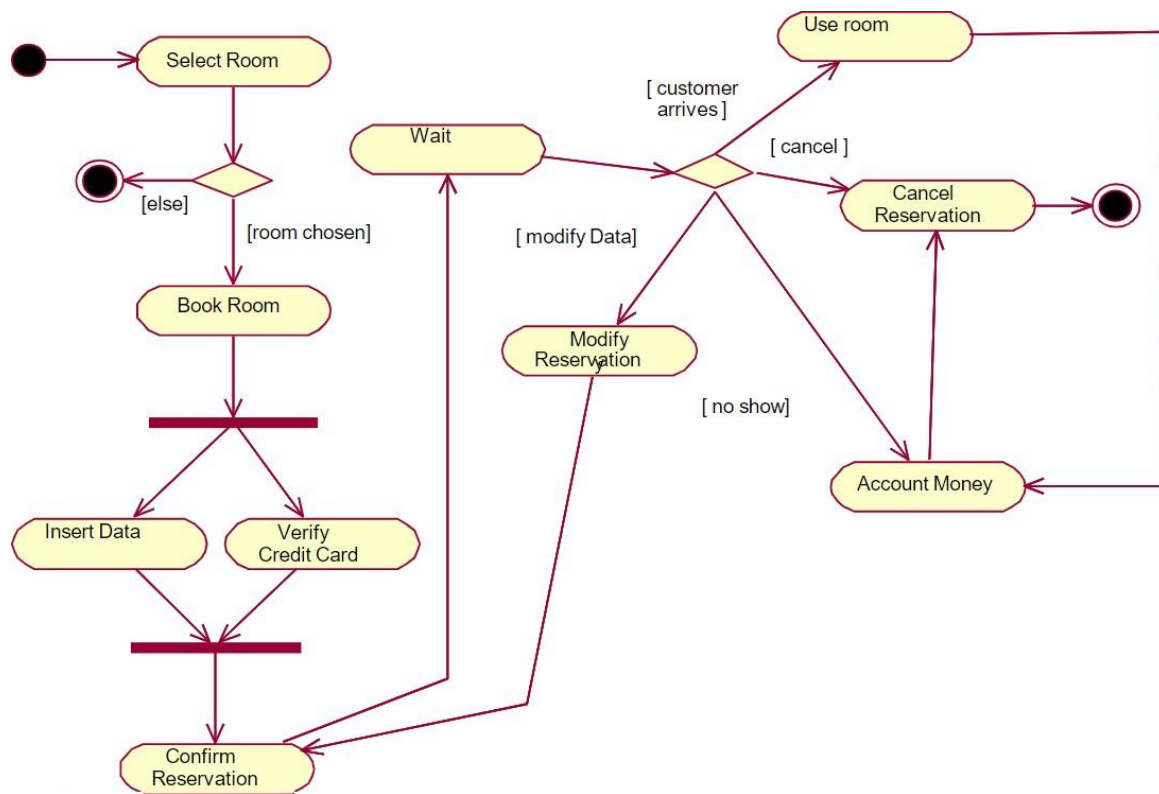 Select Room
[else]
[room chosen]
Book Room
Insert Data
Verify
Credit Card
Confirm
Reservation
Wait
[ customer
arrives ]
Use room
[ cancel ]
Cancel
Reservation
[ modify Data]
Modify
Reservation
y
[ no show]
Account Money